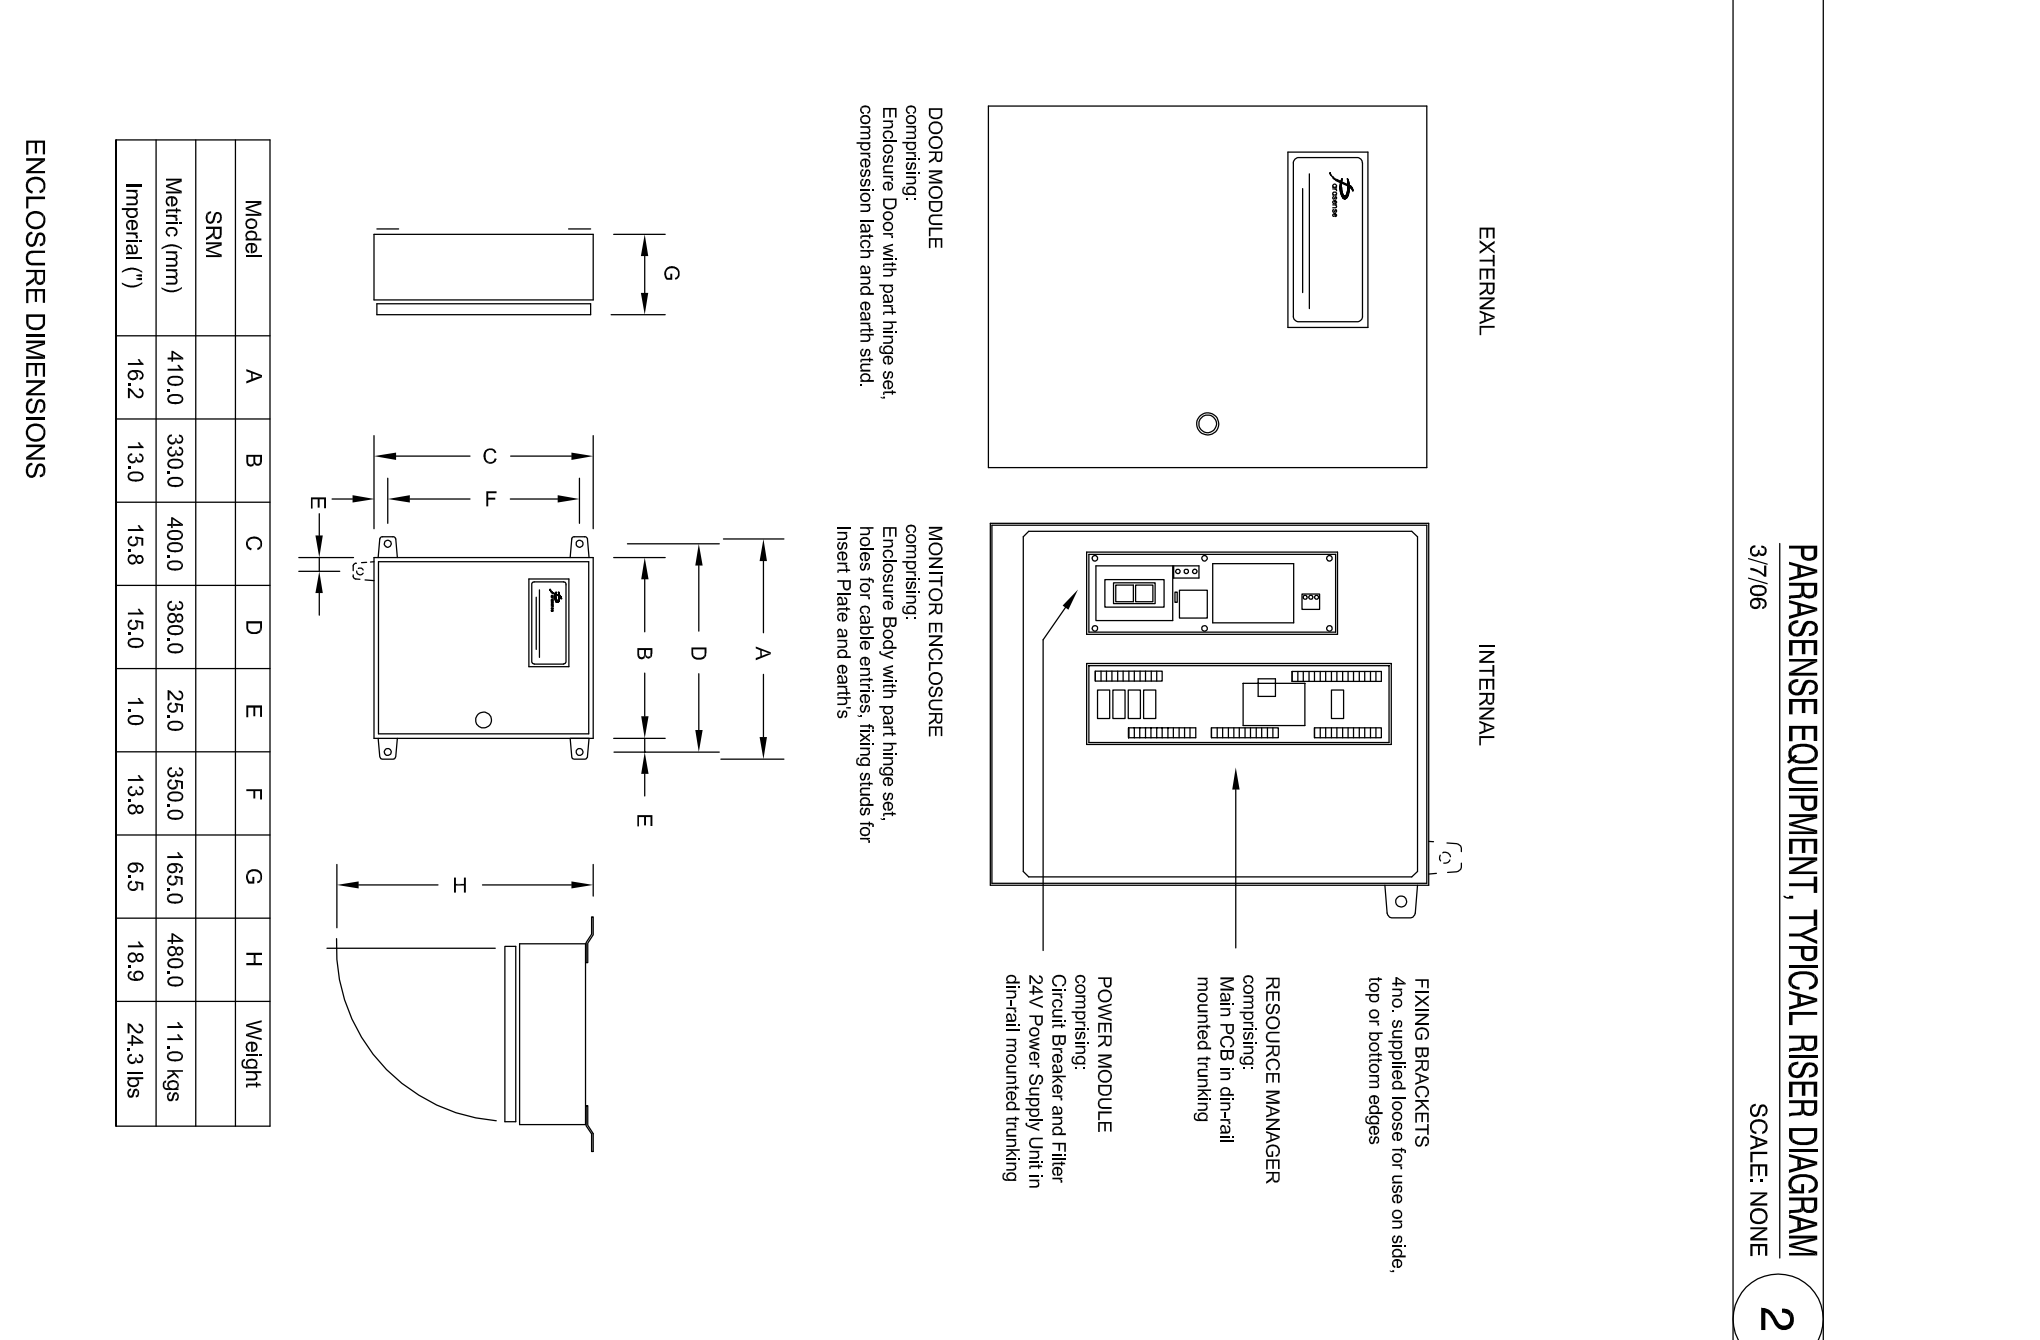 PARASENSE EQUIPMENT, TYPICAL RISER DIAGRAM
3/7/06
SCALE: NONE
2
EXTERNAL
INTERNAL
Parasense
FIXING BRACKETS
4no. supplied loose for use on side,
top or bottom edges
RESOURCE MANAGER
comprising:
Main PCB in din-rail
mounted trunking
POWER MODULE
comprising:
Circuit Breaker and Filter
24V Power Supply Unit in
din-rail mounted trunking
DOOR MODULE
comprising:
Enclosure Door with part hinge set,
compression latch and earth stud.
MONITOR ENCLOSURE
comprising:
Enclosure Body with part hinge set,
holes for cable entries, fixing studs for
Insert Plate and earth's
A
D
G
B
E
Parasense
C
F
H
E
Model A B C D E F G H Weight
SRM
Metric (mm) 410.0 330.0 400.0 380.0 25.0 350.0 165.0 480.0 11.0 kgs
Imperial (") 16.2 13.0 15.8 15.0 1.0 13.8 6.5 18.9 24.3 lbs
ENCLOSURE DIMENSIONS